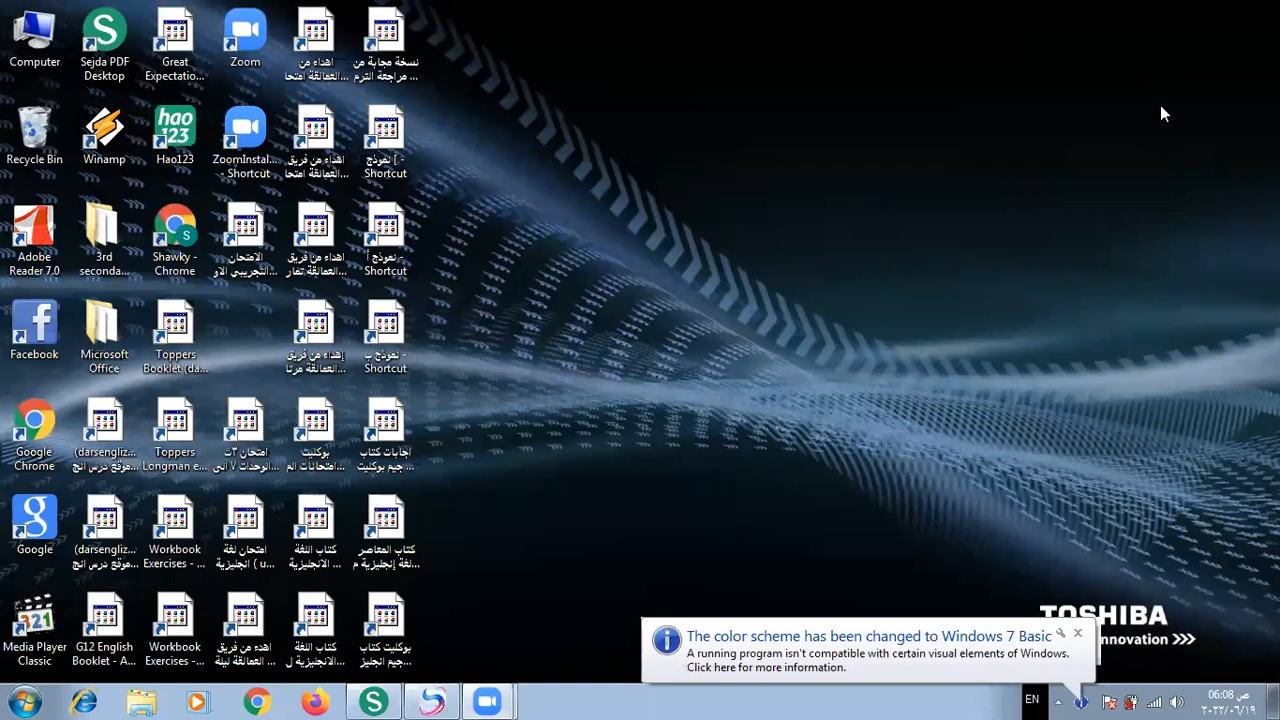 Computer
Sejda PDF
Desktop
Great
Expectatio...
Zoom
اهداء من
العمالقة امتحا...
نسخة مجابة من
مراجعة الترم ...
Recycle Bin
Winamp
hao
123
Hao123
ZoomInstal...
- Shortcut
اهداء من فريق
العمالقة امتحا...
نموذج [ -
Shortcut
Adobe
Reader 7.0
3rd
seconda...
Shawky -
Chrome
الامتحان
التجريبي الاو...
اهداء من فريق
العمالقة تفار...
نموذج أ -
Shortcut
Facebook
Microsoft
Office
Toppers
Booklet (da...
إهداء من فريق
العمالقة مرتا...
نموذج ب -
Shortcut
Google
Chrome
(darsengliz...
موقع درس انج...
Toppers
Longman e...
امتحان ٣ث
الوحدات ٧ الى...
بوكليت
امتحانات الم...
اجابات كتاب
جيم بوكليت ...
Google
(darsengliz...
موقع درس انج...
Workbook
Exercises - ...
امتحان لغة
انجليزية ( u...
كتاب اللغة
الانجليزية ...
كتاب المعاصر
لغة إنجليزية م...
Media Player
Classic
G12 English
Booklet - A...
Workbook
Exercises - ...
اهدء من فريق
العمالقة ليلة...
كتاب اللغة
الانجليزية ل...
بوكليت كتاب
جيم انجليز...
TOSHIBA
Innovation >>>
The color scheme has been changed to Windows 7 Basic
A running program isn't compatible with certain visual elements of Windows.
Click here for more information.
EN
06:08 ص
٢٠٢٢/٠٦/١٩